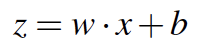 z = w · x + b